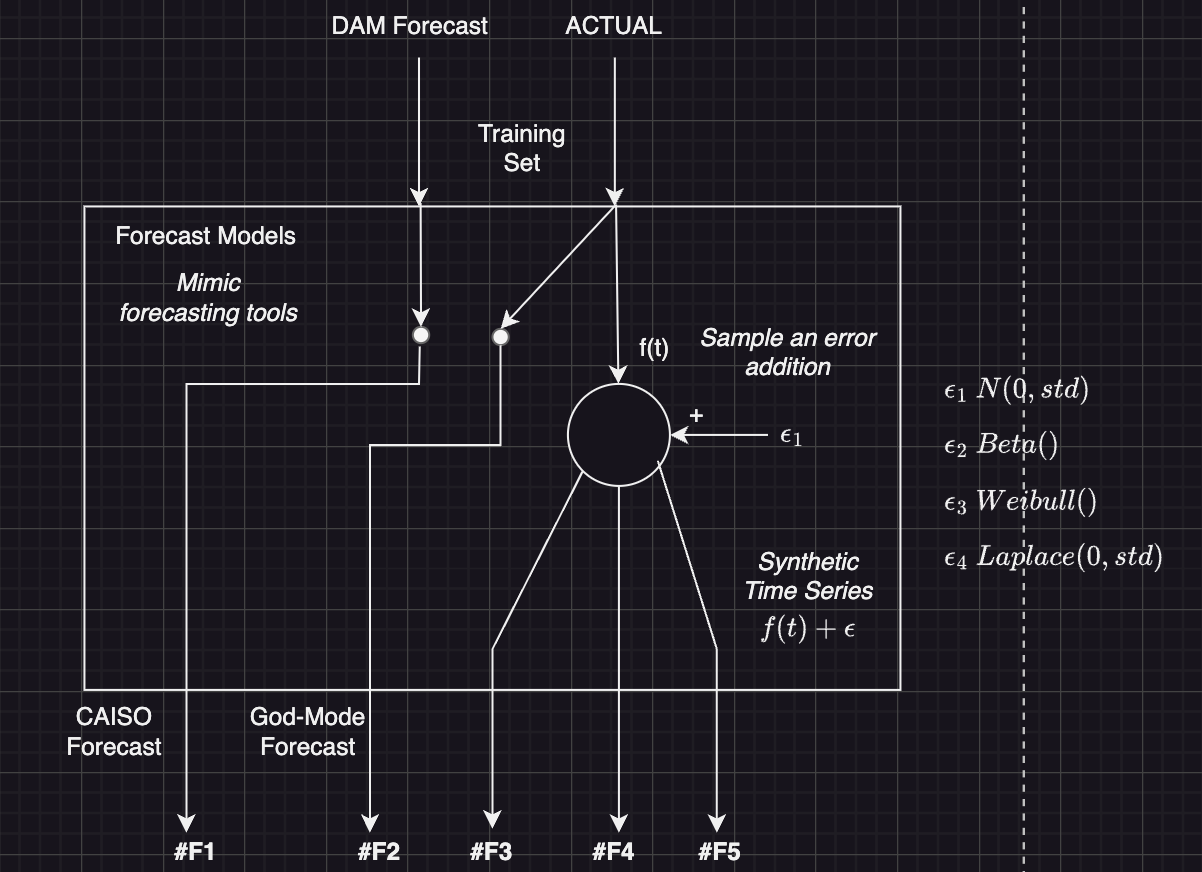 DAM Forecast
ACTUAL
Training
Set
Forecast Models
Mimic
forecasting tools
f(t)
Sample an error
addition
+
ϵ₁
ϵ₁ N(0, std)
ϵ₂ Beta()
ϵ₃ Weibull()
ϵ₄ Laplace(0, std)
Synthetic
Time Series
f(t) + ϵ
CAISO
Forecast
God-Mode
Forecast
#F1
#F2
#F3
#F4
#F5